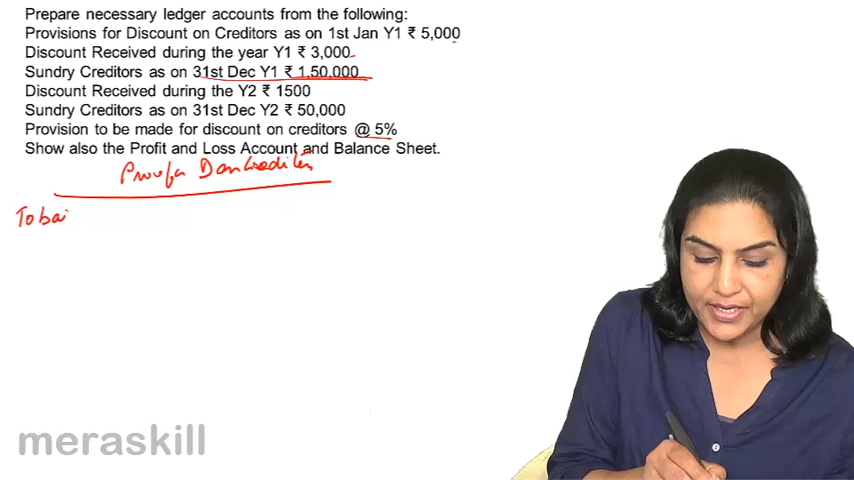 Prepare necessary ledger accounts from the following:
Provisions for Discount on Creditors as on 1st Jan Y1 ₹ 5,000
Discount Received during the year Y1 ₹ 3,000
Sundry Creditors as on 31st Dec Y1 ₹ 1,50,000
Discount Received during the Y2 ₹ 1500
Sundry Creditors as on 31st Dec Y2 ₹ 50,000
Provision to be made for discount on creditors @ 5%
Show also the Profit and Loss Account and Balance Sheet.
To bal
meraskill